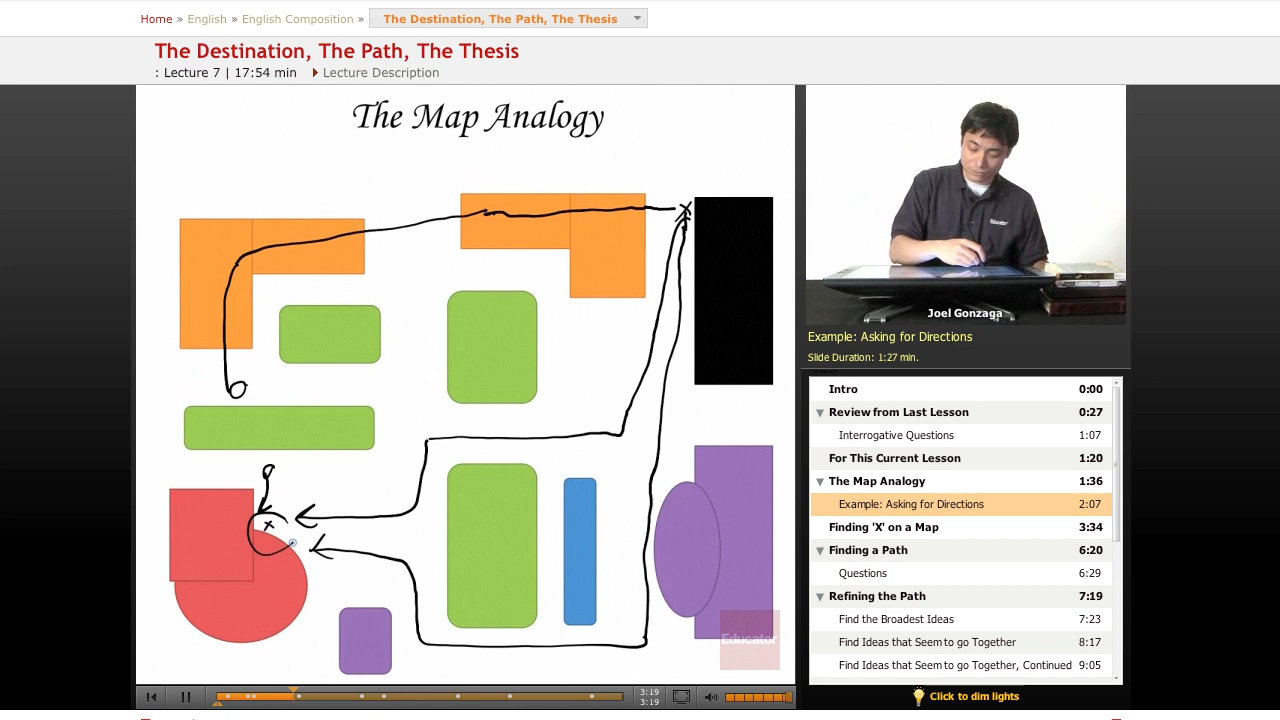 Home » English » English Composition » The Destination, The Path, The Thesis
The Destination, The Path, The Thesis
: Lecture 7 | 17:54 min Lecture Description
The Map Analogy
Educator
Joel Gonzaga
Example: Asking for Directions
Slide Duration: 1:27 min.
Intro 0:00
Review from Last Lesson 0:27
Interrogative Questions 1:07
For This Current Lesson 1:20
The Map Analogy 1:36
Example: Asking for Directions 2:07
Finding 'X' on a Map 3:34
Finding a Path 6:20
Questions 6:29
Refining the Path 7:19
Find the Broadest Ideas 7:23
Find Ideas that Seem to go Together 8:17
Find Ideas that Seem to go Together, Continued 9:05
Educator
3:19
3:19
Click to dim lights